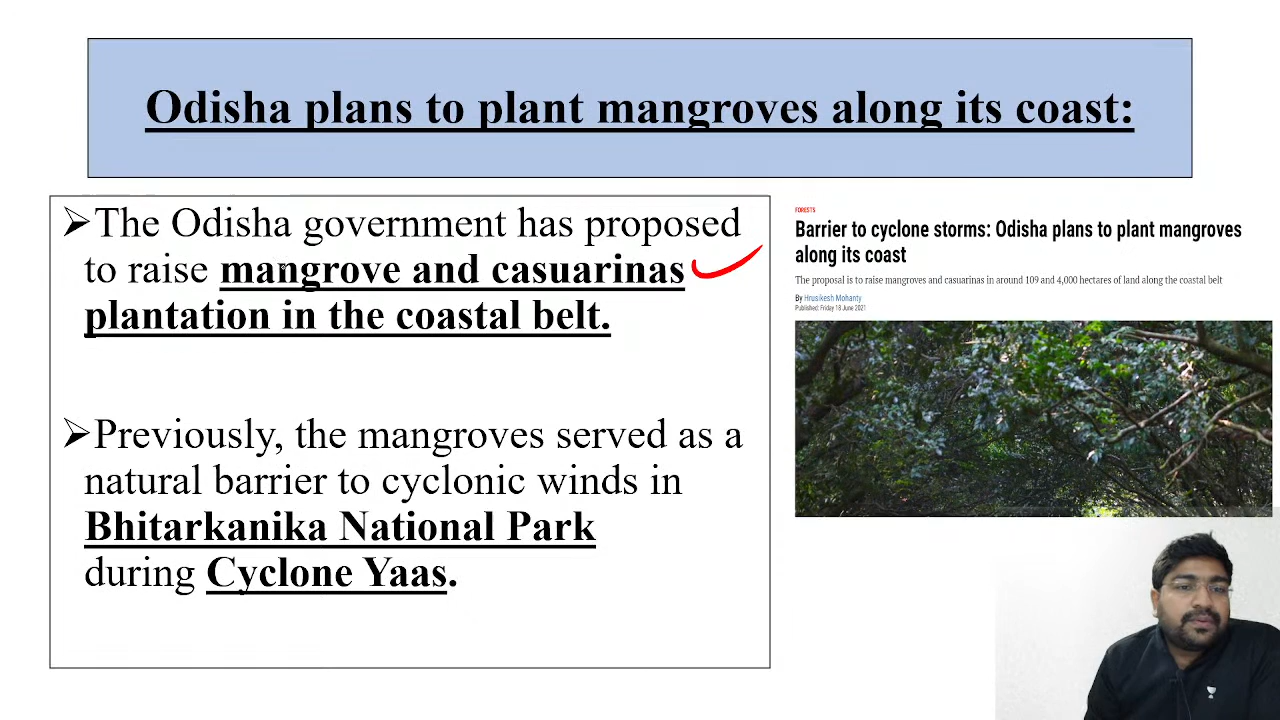 Odisha plans to plant mangroves along its coast:
➢The Odisha government has proposed
to raise mangrove and casuarinas
plantation in the coastal belt.
➢Previously, the mangroves served as a
natural barrier to cyclonic winds in
Bhitarkanika National Park
during Cyclone Yaas.
FORESTS
Barrier to cyclone storms: Odisha plans to plant mangroves
along its coast
The proposal is to raise mangroves and casuarinas in around 109 and 4,000 hectares of land along the coastal belt
By Hrusikesh Mohanty
Published: Friday 18 June 2021